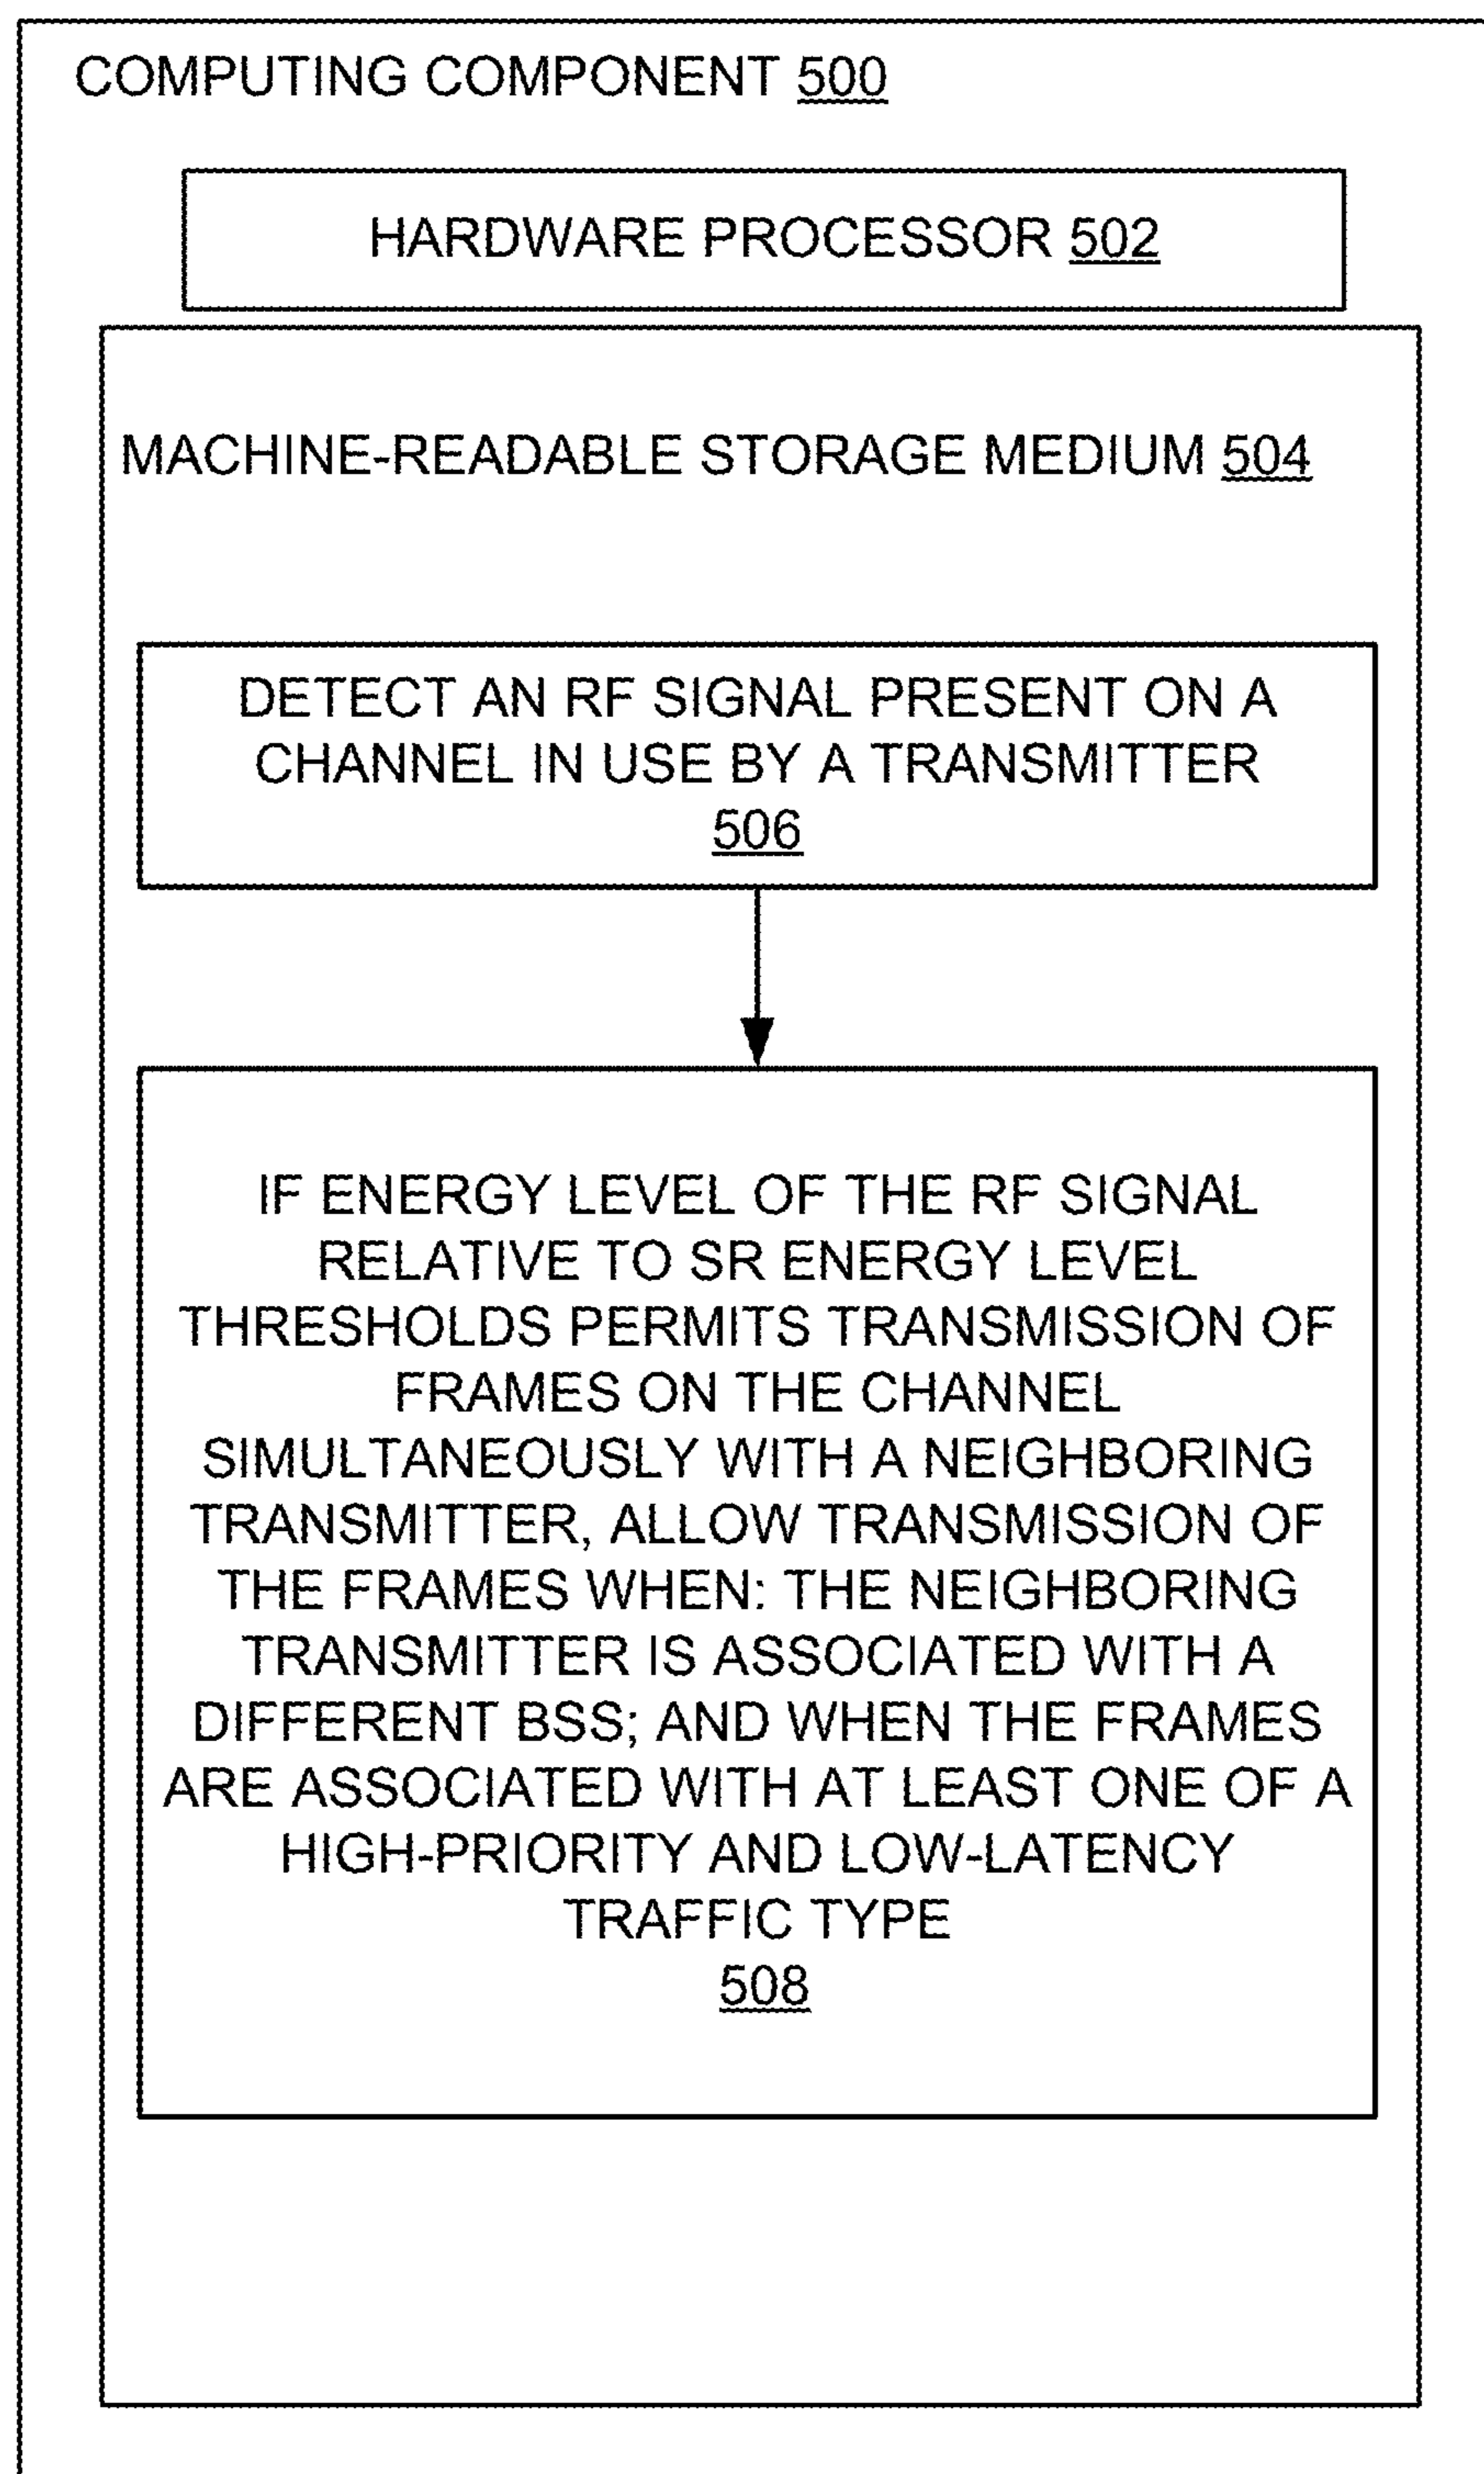 COMPUTING COMPONENT 500
HARDWARE PROCESSOR 502
MACHINE-READABLE STORAGE MEDIUM 504
DETECT AN RF SIGNAL PRESENT ON A
CHANNEL IN USE BY A TRANSMITTER
506
IF ENERGY LEVEL OF THE RF SIGNAL
RELATIVE TO SR ENERGY LEVEL
THRESHOLDS PERMITS TRANSMISSION OF
FRAMES ON THE CHANNEL
SIMULTANEOUSLY WITH A NEIGHBORING
TRANSMITTER, ALLOW TRANSMISSION OF
THE FRAMES WHEN: THE NEIGHBORING
TRANSMITTER IS ASSOCIATED WITH A
DIFFERENT BSS; AND WHEN THE FRAMES
ARE ASSOCIATED WITH AT LEAST ONE OF A
HIGH-PRIORITY AND LOW-LATENCY
TRAFFIC TYPE
508